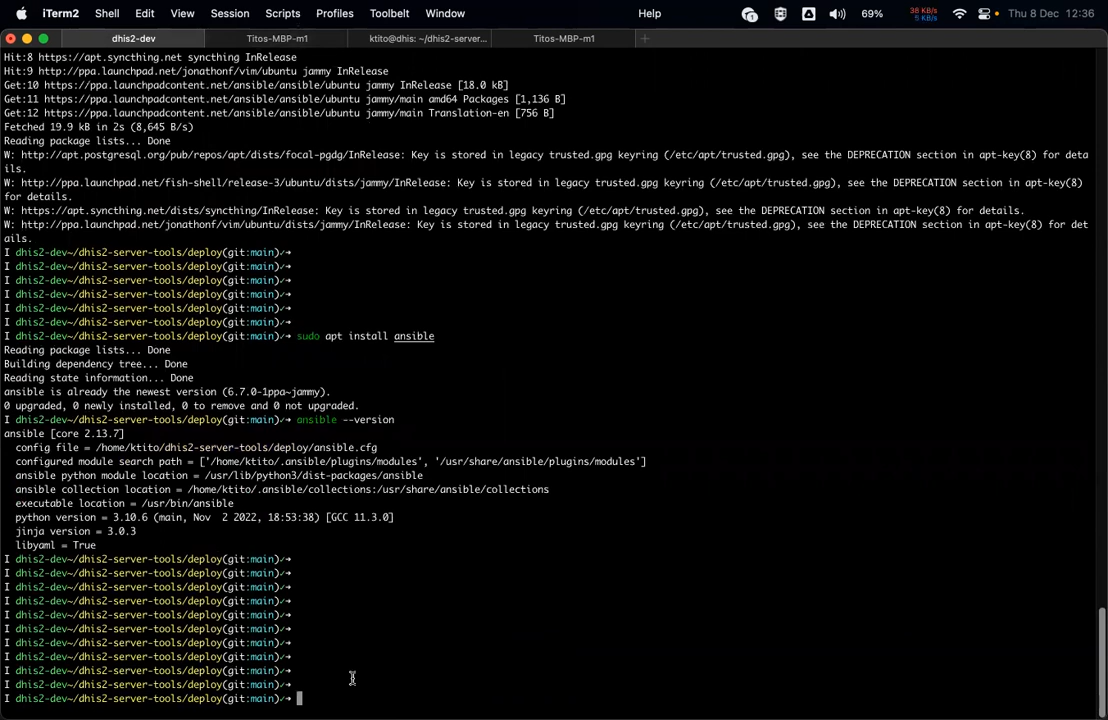 iTerm2 Shell Edit View Session Scripts Profiles Toolbelt Window Help 69% 36 KB/s 5 KB/s Thu 8 Dec 12:36
dhis2-dev Titos-MBP-m1 ktito@dhis: ~/dhis2-server... Titos-MBP-m1
Hit:8 https://apt.syncthing.net syncthing InRelease
Hit:9 http://ppa.launchpad.net/jonathonf/vim/ubuntu jammy InRelease
Get:10 https://ppa.launchpadcontent.net/ansible/ansible/ubuntu jammy InRelease [18.0 kB]
Get:11 https://ppa.launchpadcontent.net/ansible/ansible/ubuntu jammy/main amd64 Packages [1,136 B]
Get:12 https://ppa.launchpadcontent.net/ansible/ansible/ubuntu jammy/main Translation-en [756 B]
Fetched 19.9 kB in 2s (8,645 B/s)
Reading package lists... Done
W: http://apt.postgresql.org/pub/repos/apt/dists/focal-pgdg/InRelease: Key is stored in legacy trusted.gpg keyring (/etc/apt/trusted.gpg), see the DEPRECATION section in apt-key(8) for deta
ils.
W: http://ppa.launchpad.net/fish-shell/release-3/ubuntu/dists/jammy/InRelease: Key is stored in legacy trusted.gpg keyring (/etc/apt/trusted.gpg), see the DEPRECATION section in apt-key(8)
for details.
W: https://apt.syncthing.net/dists/syncthing/InRelease: Key is stored in legacy trusted.gpg keyring (/etc/apt/trusted.gpg), see the DEPRECATION section in apt-key(8) for details.
W: http://ppa.launchpad.net/jonathonf/vim/ubuntu/dists/jammy/InRelease: Key is stored in legacy trusted.gpg keyring (/etc/apt/trusted.gpg), see the DEPRECATION section in apt-key(8) for det
ails.
I dhis2-dev~/dhis2-server-tools/deploy(git:main)✓➜
I dhis2-dev~/dhis2-server-tools/deploy(git:main)✓➜
I dhis2-dev~/dhis2-server-tools/deploy(git:main)✓➜
I dhis2-dev~/dhis2-server-tools/deploy(git:main)✓➜
I dhis2-dev~/dhis2-server-tools/deploy(git:main)✓➜
I dhis2-dev~/dhis2-server-tools/deploy(git:main)✓➜
I dhis2-dev~/dhis2-server-tools/deploy(git:main)✓➜ sudo apt install ansible
Reading package lists... Done
Building dependency tree... Done
Reading state information... Done
ansible is already the newest version (6.7.0-1ppa~jammy).
0 upgraded, 0 newly installed, 0 to remove and 0 not upgraded.
I dhis2-dev~/dhis2-server-tools/deploy(git:main)✓➜ ansible --version
ansible [core 2.13.7]
config file = /home/ktito/dhis2-server-tools/deploy/ansible.cfg
configured module search path = ['/home/ktito/.ansible/plugins/modules', '/usr/share/ansible/plugins/modules']
ansible python module location = /usr/lib/python3/dist-packages/ansible
ansible collection location = /home/ktito/.ansible/collections:/usr/share/ansible/collections
executable location = /usr/bin/ansible
python version = 3.10.6 (main, Nov 2 2022, 18:53:38) [GCC 11.3.0]
jinja version = 3.0.3
libyaml = True
I dhis2-dev~/dhis2-server-tools/deploy(git:main)✓➜
I dhis2-dev~/dhis2-server-tools/deploy(git:main)✓➜
I dhis2-dev~/dhis2-server-tools/deploy(git:main)✓➜
I dhis2-dev~/dhis2-server-tools/deploy(git:main)✓➜
I dhis2-dev~/dhis2-server-tools/deploy(git:main)✓➜
I dhis2-dev~/dhis2-server-tools/deploy(git:main)✓➜
I dhis2-dev~/dhis2-server-tools/deploy(git:main)✓➜
I dhis2-dev~/dhis2-server-tools/deploy(git:main)✓➜
I dhis2-dev~/dhis2-server-tools/deploy(git:main)✓➜
I dhis2-dev~/dhis2-server-tools/deploy(git:main)✓➜
I dhis2-dev~/dhis2-server-tools/deploy(git:main)✓➜